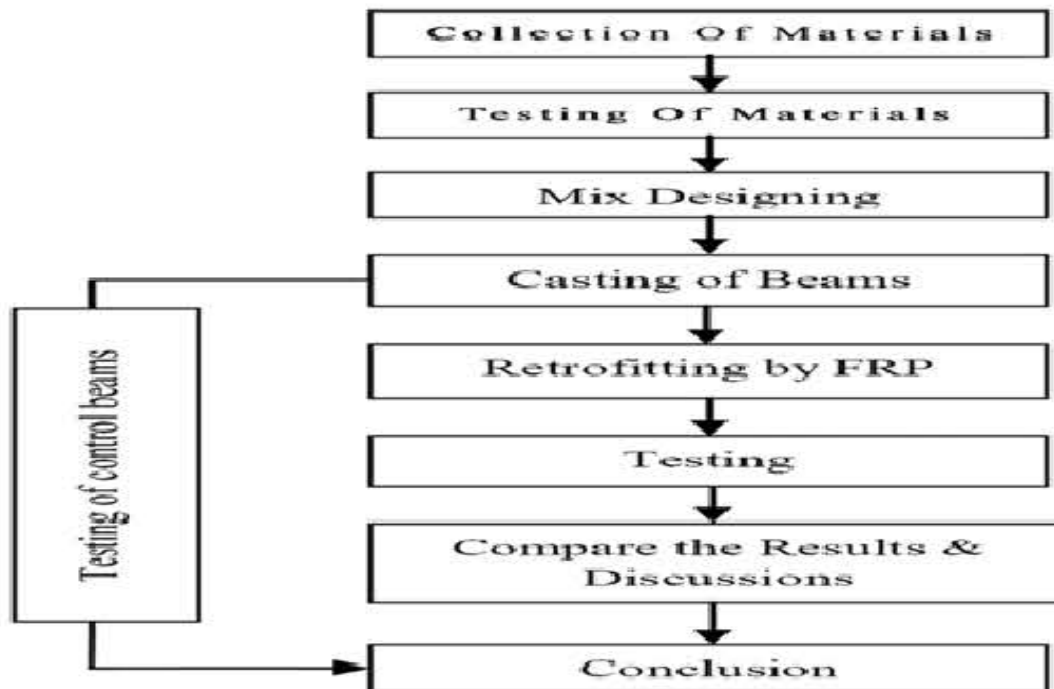 Collection Of Materials
Testing Of Materials
Mix Designing
Casting of Beams
Testing of control beams
Retrofitting by FRP
Testing
Compare the Results &
Discussions
Conclusion